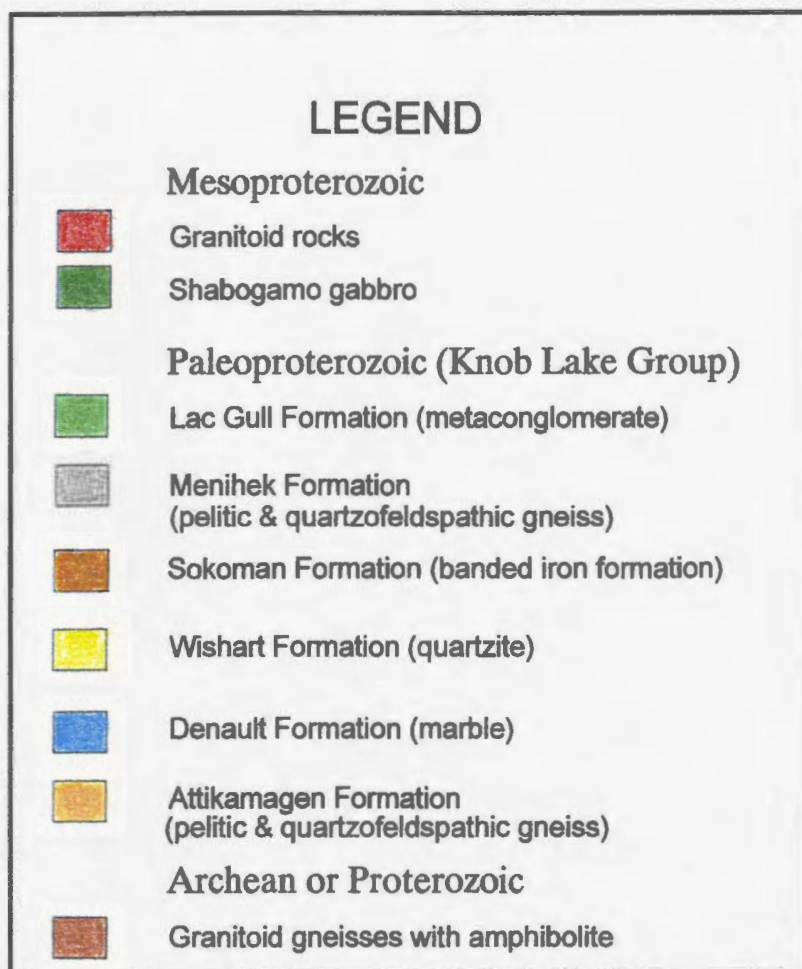 LEGEND
Mesoproterozoic
Granitoid rocks
Shabogamo gabbro
Paleoproterozoic (Knob Lake Group)
Lac Gull Formation (metaconglomerate)
Menihek Formation
(pelitic & quartzofeldspathic gneiss)
Sokoman Formation (banded iron formation)
Wishart Formation (quartzite)
Denault Formation (marble)
Attikamagen Formation
(pelitic & quartzofeldspathic gneiss)
Archean or Proterozoic
Granitoid gneisses with amphibolite